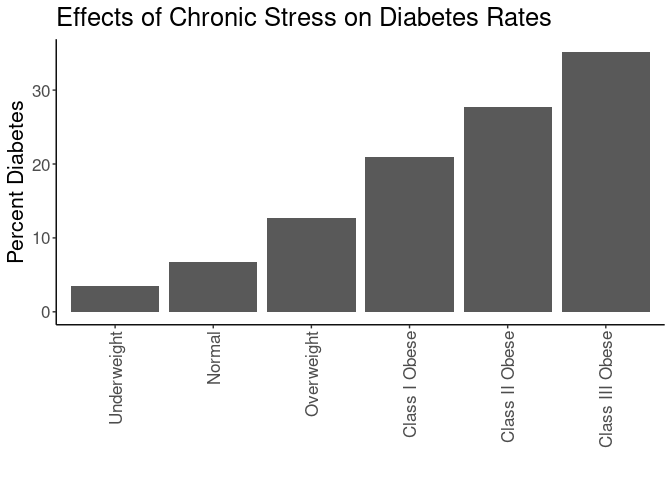 Effects of Chronic Stress on Diabetes Rates
Percent Diabetes
30
20
10
0
Underweight
Normal
Overweight
Class I Obese
Class II Obese
Class III Obese